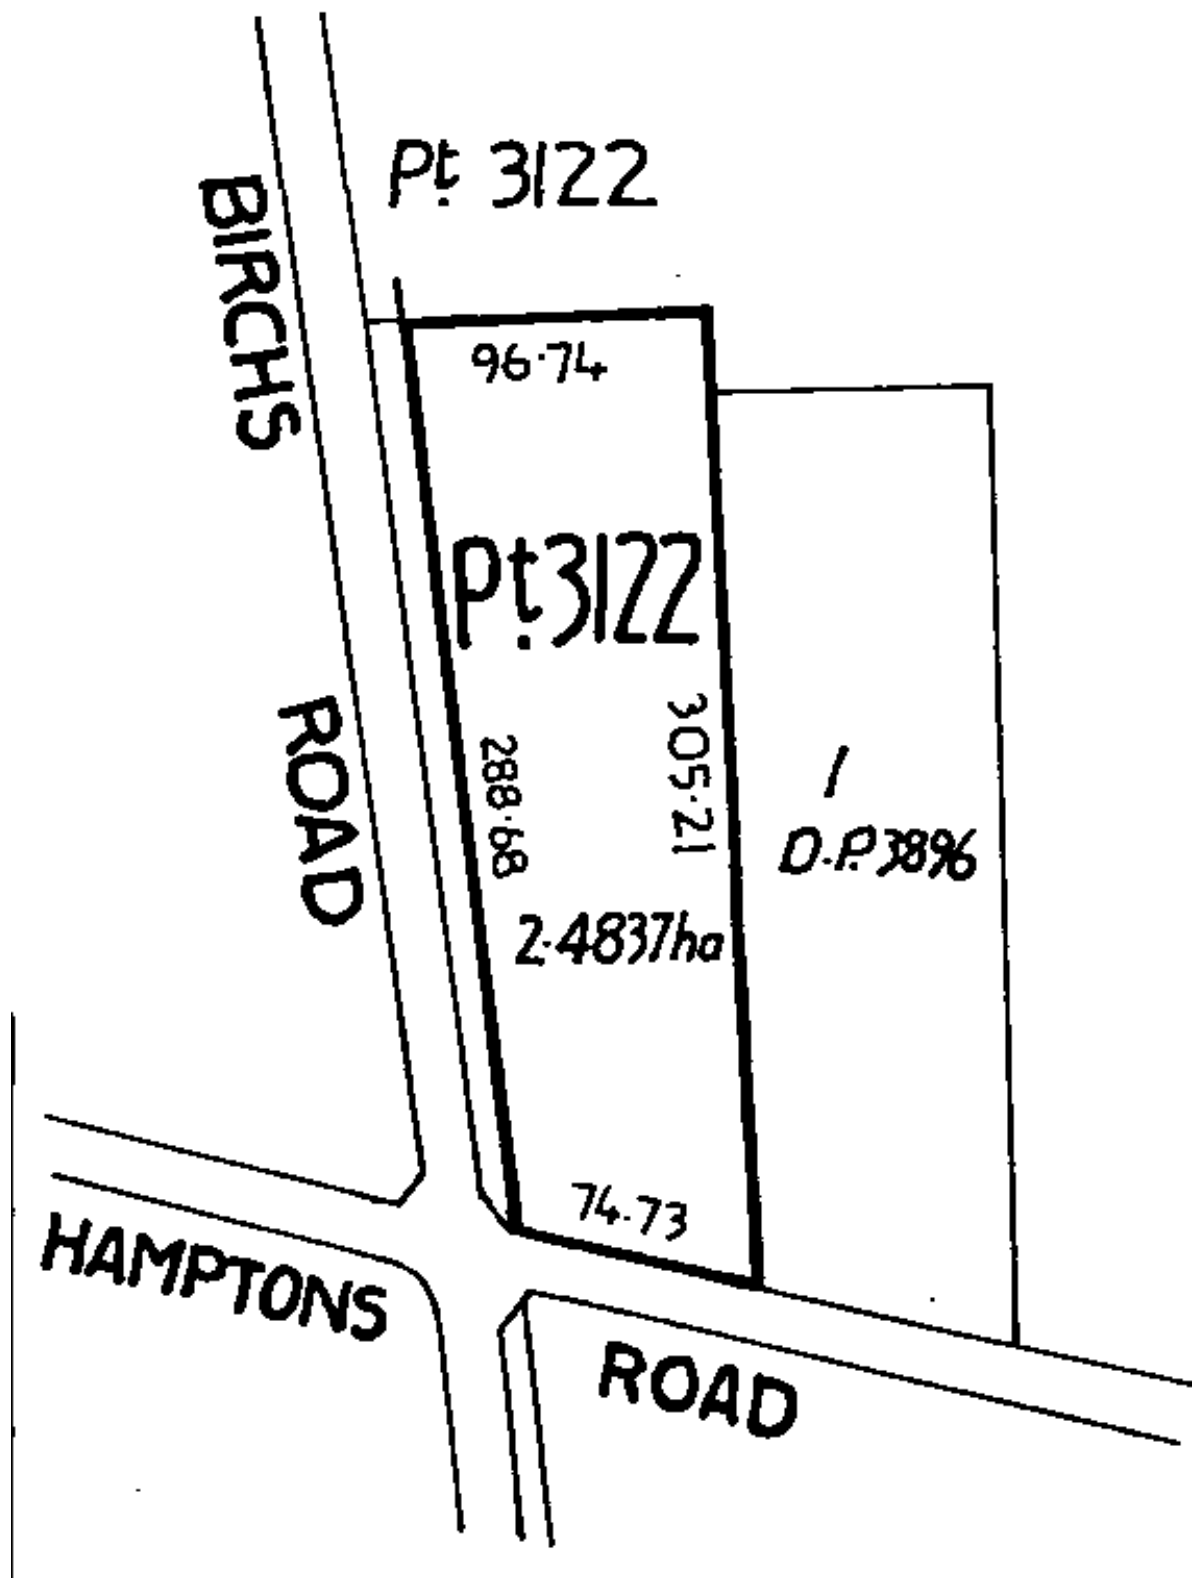 Pt. 3122
BIRCHS
ROAD
96.74
Pt.3122
288.68
305.21
2.4837ha
1
D.P.3896
74.73
HAMPTONS
ROAD